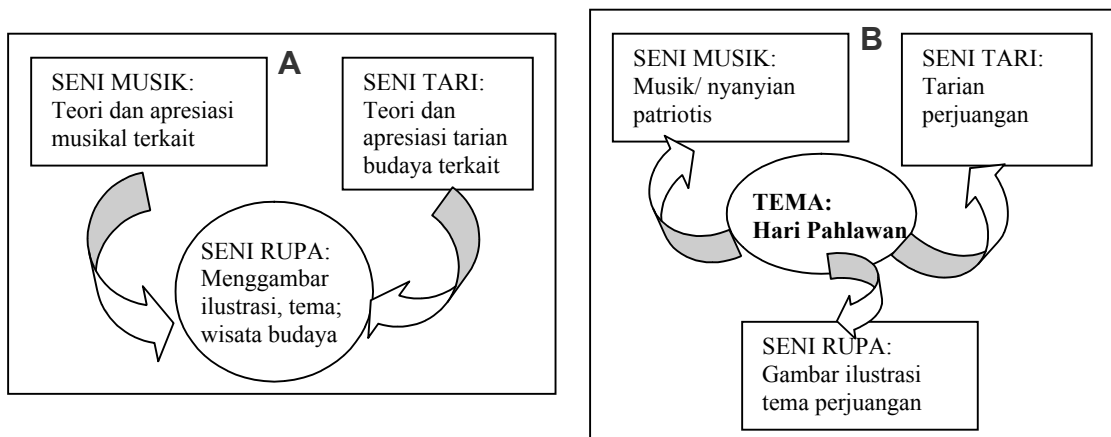 A
SENI MUSIK:
Teori dan apresiasi
musikal terkait
SENI TARI:
Teori dan
apresiasi tarian
budaya terkait
SENI RUPA:
Menggambar
ilustrasi, tema;
wisata budaya
B
SENI MUSIK:
Musik/ nyanyian
patriotis
SENI TARI:
Tarian
perjuangan
TEMA:
Hari Pahlawan
SENI RUPA:
Gambar ilustrasi
tema perjuangan